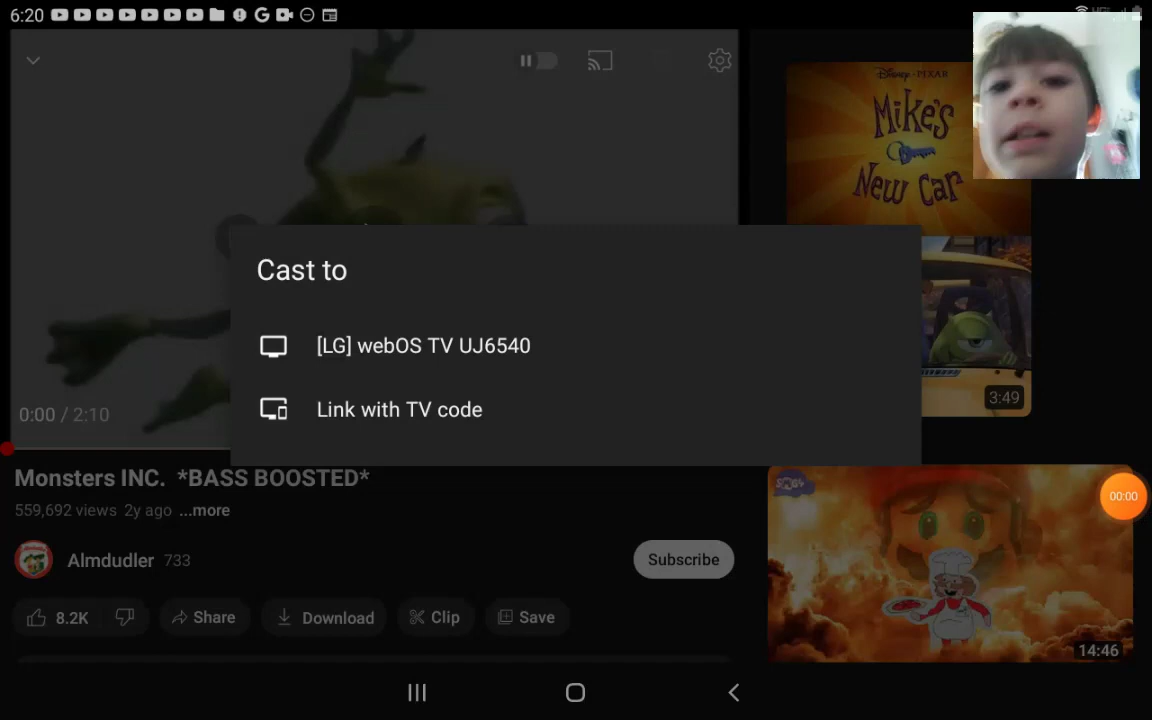 6:20
DISNEY · PIXAR
MIKE'S
NEW CAR
Cast to
[LG] webOS TV UJ6540
Link with TV code
0:00 / 2:10
3:49
Monsters INC. *BASS BOOSTED*
559,692 views 2y ago ...more
00:00
Almdudler 733
Subscribe
8.2K
Share
Download
Clip
Save
14:46